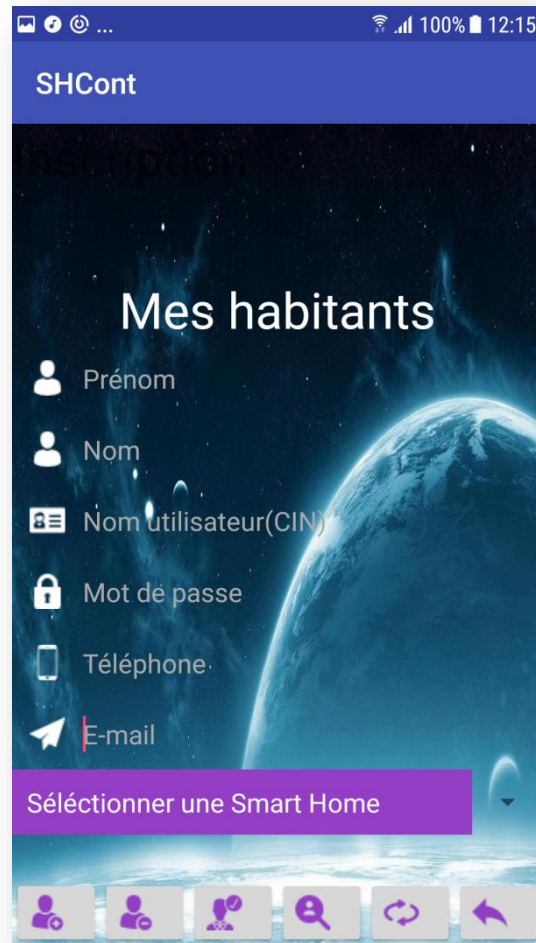 ... 100% 12:15
SHCont
Inscription
Mes habitants
Prénom
Nom
Nom utilisateur(CIN)
Mot de passe
Téléphone
E-mail
Séléctionner une Smart Home